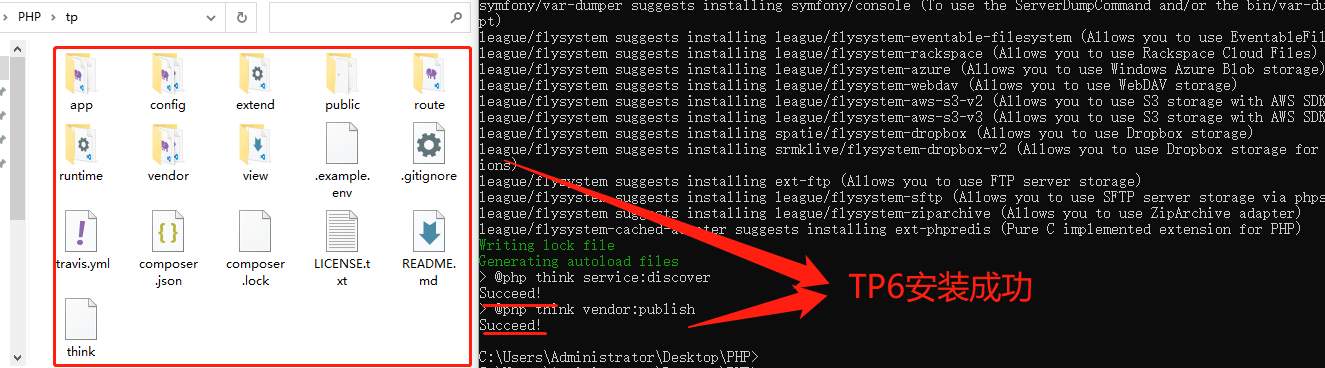 PHP > tp
app
config
extend
public
route
runtime
vendor
view
.example.
env
.gitignore
travis.yml
composer
.json
composer
.lock
LICENSE.t
xt
README.
md
think
symfony/var-dumper suggests installing symfony/console (To use the ServerDumpCommand and/or the bin/var-du
pt)
league/flysystem suggests installing league/flysystem-eventable-filesystem (Allows you to use EventableFil
league/flysystem suggests installing league/flysystem-rackspace (Allows you to use Rackspace Cloud Files)
league/flysystem suggests installing league/flysystem-azure (Allows you to use Windows Azure Blob storage)
league/flysystem suggests installing league/flysystem-webdav (Allows you to use WebDAV storage)
league/flysystem suggests installing league/flysystem-aws-s3-v2 (Allows you to use S3 storage with AWS SDK
league/flysystem suggests installing league/flysystem-aws-s3-v3 (Allows you to use S3 storage with AWS SDK
league/flysystem suggests installing spatie/flysystem-dropbox (Allows you to use Dropbox storage)
league/flysystem suggests installing srmklive/flysystem-dropbox-v2 (Allows you to use Dropbox storage for
ions)
league/flysystem suggests installing ext-ftp (Allows you to use FTP server storage)
league/flysystem suggests installing league/flysystem-sftp (Allows you to use SFTP server storage via phps
league/flysystem suggests installing league/flysystem-ziparchive (Allows you to use ZipArchive adapter)
league/flysystem-cached-adapter suggests installing ext-phpredis (Pure C implemented extension for PHP)
Writing lock file
Generating autoload files
> @php think service:discover
Succeed!
> @php think vendor:publish
Succeed!
TP6安装成功
C:\Users\Administrator\Desktop\PHP>